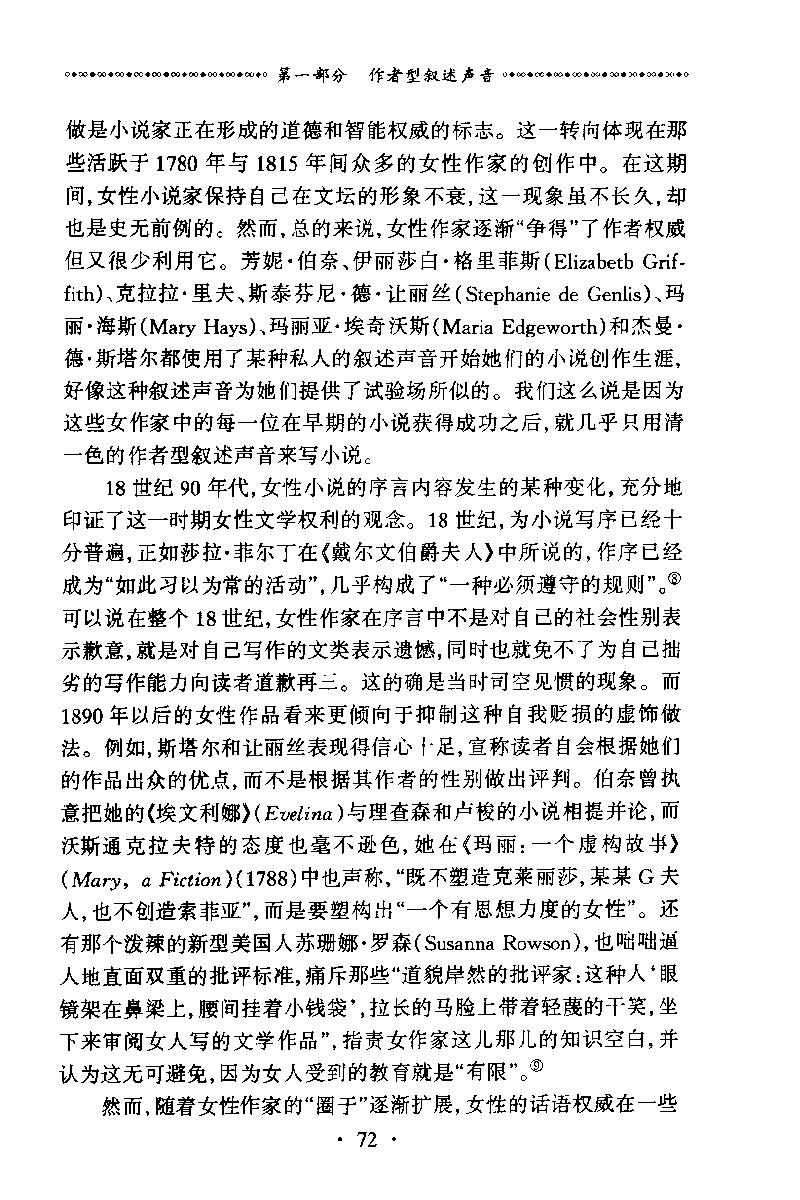 第一部分 作者型叙述声音
做是小说家正在形成的道德和智能权威的标志。这一转向体现在那
些活跃于1780年与1815年间众多的女性作家的创作中。在这期
间,女性小说家保持自己在文坛的形象不衰,这一现象虽不长久,却
也是史无前例的。然而,总的来说,女性作家逐渐“争得”了作者权威
但又很少利用它。芳妮·伯奈、伊丽莎白·格里菲斯(Elizabetb Grif-
fith)、克拉拉·里夫、斯泰芬尼·德·让丽丝(Stephanie de Genlis)、玛
丽·海斯(Mary Hays)、玛丽亚·埃奇沃斯(Maria Edgeworth)和杰曼·
德·斯塔尔都使用了某种私人的叙述声音开始她们的小说创作生涯,
好像这种叙述声音为她们提供了试验场所似的。我们这么说是因为
这些女作家中的每一位在早期的小说获得成功之后,就几乎只用清
一色的作者型叙述声音来写小说。
18世纪90年代,女性小说的序言内容发生的某种变化,充分地
印证了这一时期女性文学权利的观念。18世纪,为小说写序已经十
分普遍,正如莎拉·菲尔丁在《戴尔文伯爵夫人》中所说的,作序已经
成为“如此习以为常的活动”,几乎构成了“一种必须遵守的规则”。⑧
可以说在整个18世纪,女性作家在序言中不是对自己的社会性别表
示歉意,就是对自己写作的文类表示遗憾,同时也就免不了为自己拙
劣的写作能力向读者道歉再三。这的确是当时司空见惯的现象。而
1890年以后的女性作品看来更倾向于抑制这种自我贬损的虚饰做
法。例如,斯塔尔和让丽丝表现得信心十足,宣称读者自会根据她们
的作品出众的优点,而不是根据其作者的性别做出评判。伯奈曾执
意把她的《埃文利娜》(Evelina)与理查森和卢梭的小说相提并论,而
沃斯通克拉夫特的态度也毫不逊色,她在《玛丽:一个虚构故事》
(Mary, a Fiction)(1788)中也声称,“既不塑造克莱丽莎,某某G夫
人,也不创造索菲亚”,而是要塑构出“一个有思想力度的女性”。还
有那个泼辣的新型美国人苏珊娜·罗森(Susanna Rowson),也咄咄逼
人地直面双重的批评标准,痛斥那些“道貌岸然的批评家:这种人‘眼
镜架在鼻梁上,腰间挂着小钱袋’,拉长的马脸上带着轻蔑的干笑,坐
下来审阅女人写的文学作品”,指责女作家这儿那儿的知识空白,并
认为这无可避免,因为女人受到的教育就是“有限”。⑨
然而,随着女性作家的“圈子”逐渐扩展,女性的话语权威在一些
· 72 ·